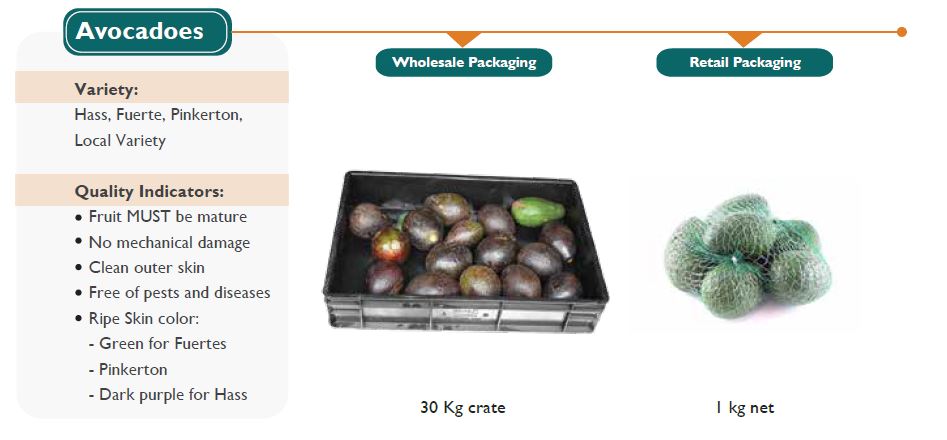 Avocadoes
Wholesale Packaging
Retail Packaging
Variety:
Hass, Fuerte, Pinkerton,
Local Variety
Quality Indicators:
• Fruit MUST be mature
• No mechanical damage
• Clean outer skin
• Free of pests and diseases
• Ripe Skin color:
- Green for Fuertes
- Pinkerton
- Dark purple for Hass
30 Kg crate
1 kg net